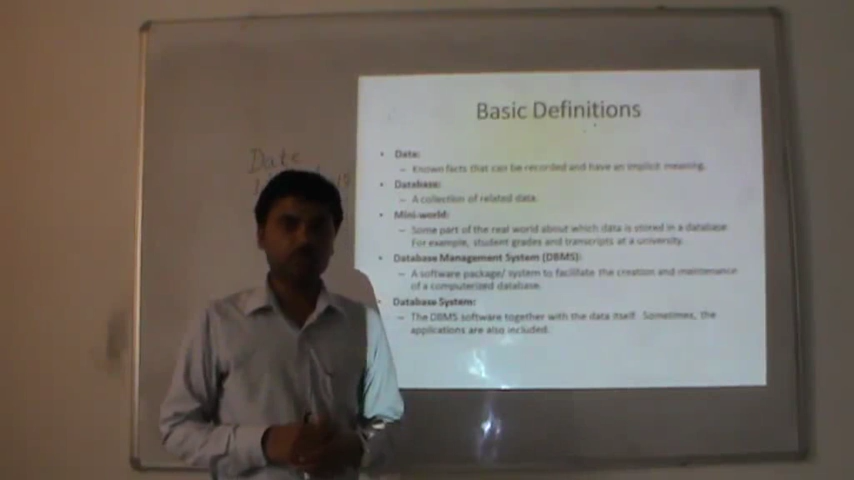 Date
Basic Definitions
• Data:
– Known facts that can be recorded and have an implicit meaning.
• Database:
– A collection of related data.
• Mini-world:
– Some part of the real world about which data is stored in a database.
For example, student grades and transcripts at a university.
• Database Management System (DBMS):
– A software package/ system to facilitate the creation and maintenance
of a computerized database.
• Database System:
– The DBMS software together with the data itself. Sometimes, the
applications are also included.